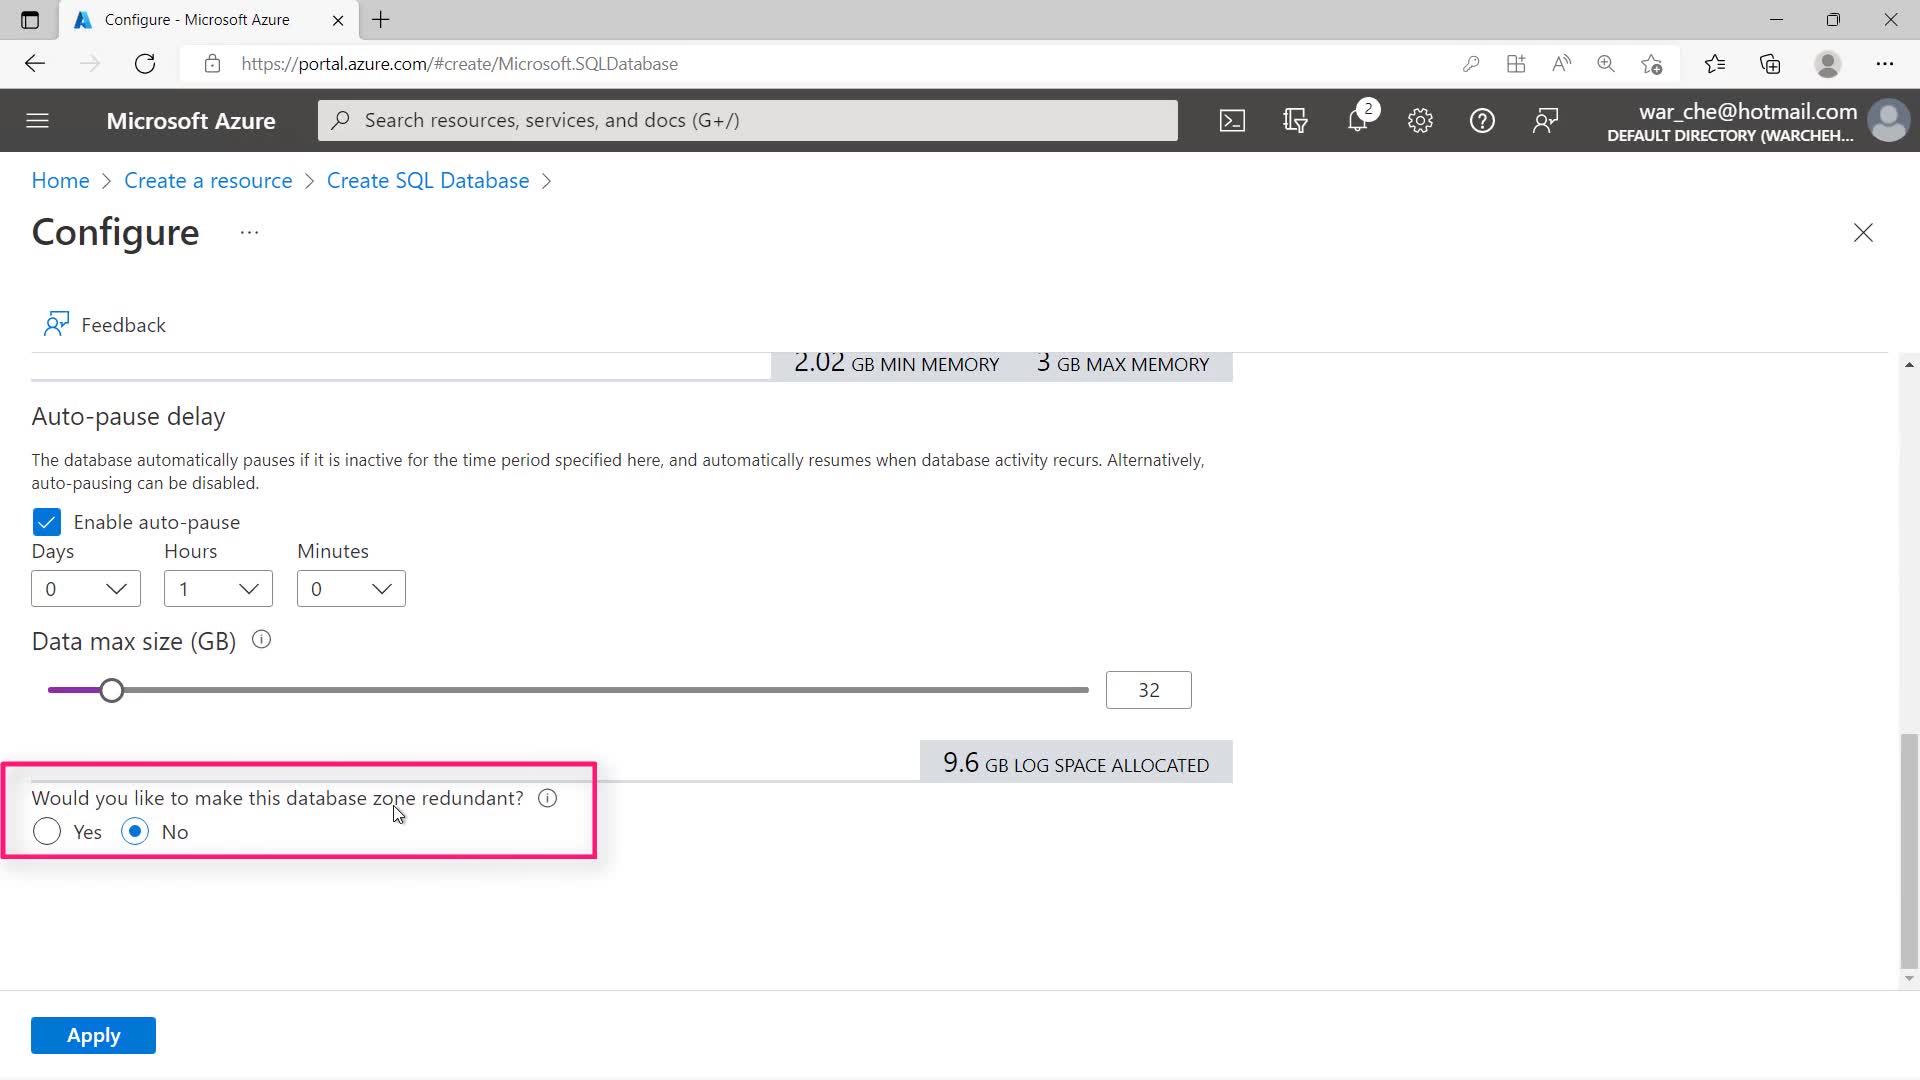 Configure - Microsoft Azure
https://portal.azure.com/#create/Microsoft.SQLDatabase
Microsoft Azure
Search resources, services, and docs (G+/)
2
war_che@hotmail.com
DEFAULT DIRECTORY (WARCHEH...
Home > Create a resource > Create SQL Database >
Configure ...
Feedback
2.02 GB MIN MEMORY 3 GB MAX MEMORY
Auto-pause delay
The database automatically pauses if it is inactive for the time period specified here, and automatically resumes when database activity recurs. Alternatively,
auto-pausing can be disabled.
Enable auto-pause
Days Hours Minutes
0 1 0
Data max size (GB)
32
9.6 GB LOG SPACE ALLOCATED
Would you like to make this database zone redundant?
Yes No
Apply